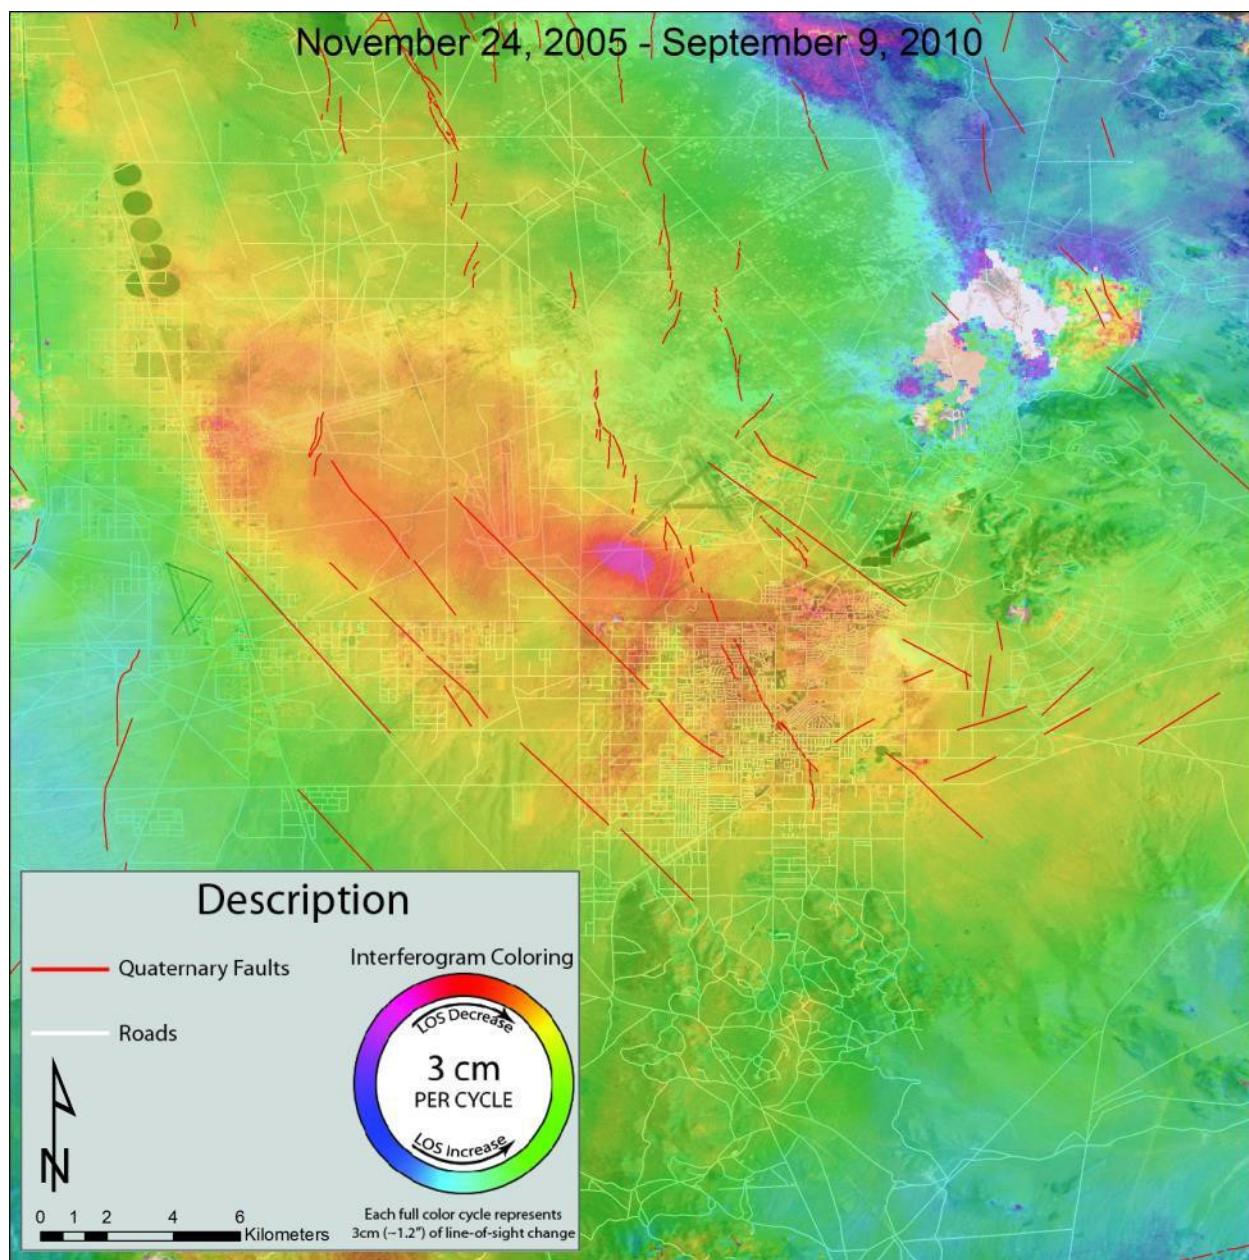 November 24, 2005 - September 9, 2010
Description
Quaternary Faults
Roads
N
0 1 2 4 6
Kilometers
Interferogram Coloring
LOS Decrease
3 cm
PER CYCLE
LOS Increase
Each full color cycle represents
3cm (~1.2") of line-of-sight change